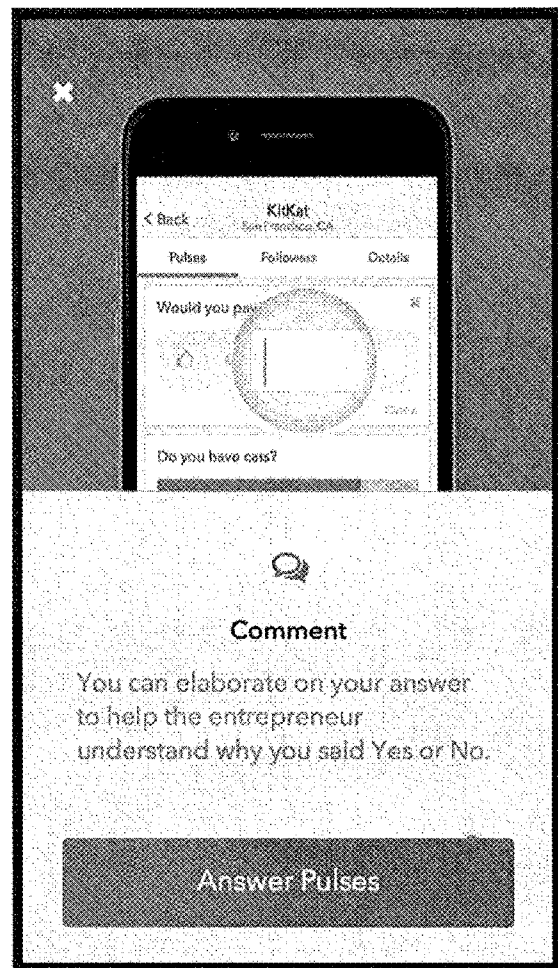 < Back
KitKat
San Francisco, CA
Pulses Followers Details
Would you pay
Do you have cats?
Comment
You can elaborate on your answer
to help the entrepreneur
understand why you said Yes or No.
Answer Pulses